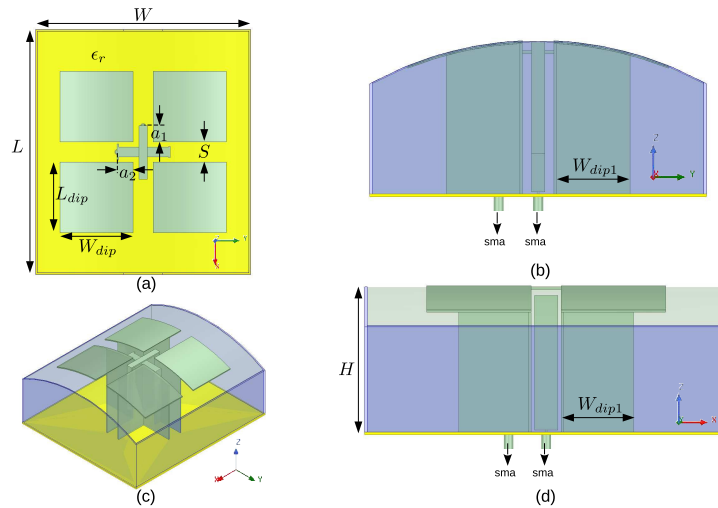 W
ϵr
L
a1
S
a2
Ldip
Wdip
Y
X
(a)
Wdip1
Z
X
Y
sma
sma
(b)
Z
X
Y
(c)
H
Wdip1
Z
Y
X
sma
sma
(d)